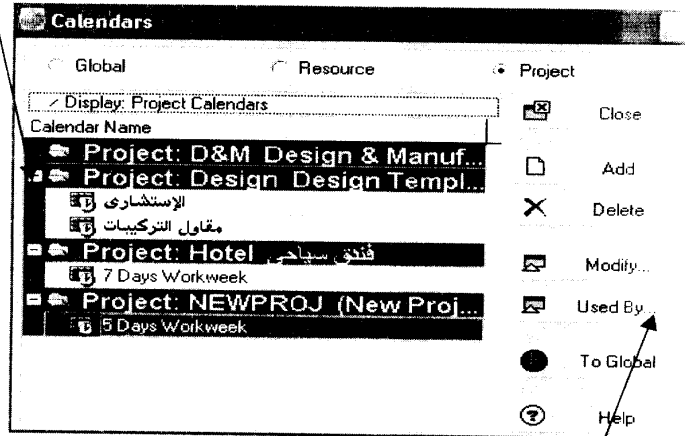 Calendars
Global Resource Project
Display: Project Calendars
Calendar Name
Project: D&M Design & Manuf...
Project: Design Design Templ...
الإستشارى
مقاول التركيبات
Project: Hotel فندق سياحى
7 Days Workweek
Project: NEWPROJ (New Proj...
5 Days Workweek
Close
Add
Delete
Modify...
Used By...
To Global
Help